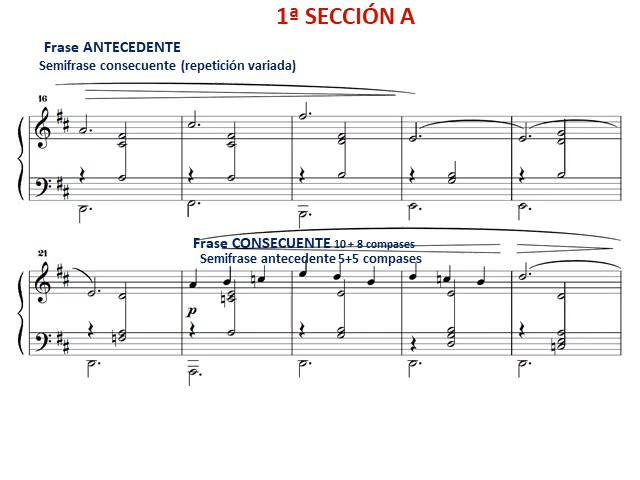 1ª SECCIÓN A
Frase ANTECEDENTE
Semifrase consecuente (repetición variada)
16
21
Frase CONSECUENTE 10 + 8 compases
Semifrase antecedente 5+5 compases
p